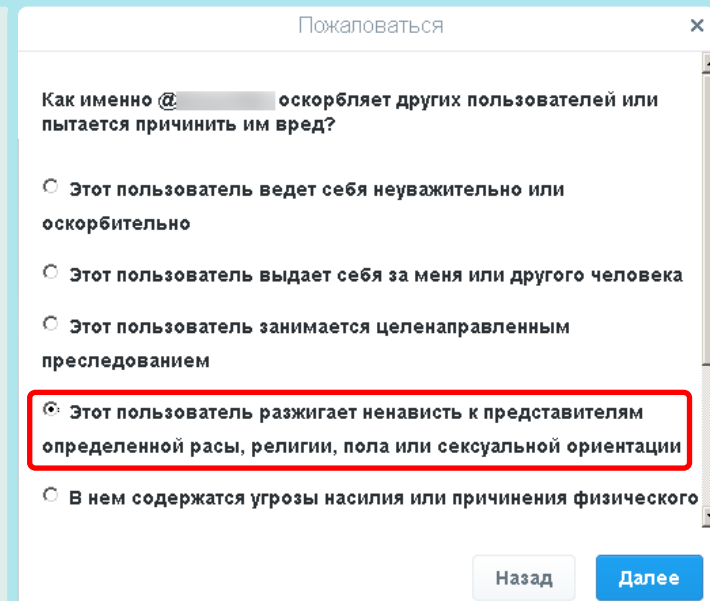 Пожаловаться
Как именно @ оскорбляет других пользователей или
пытается причинить им вред?
Этот пользователь ведет себя неуважительно или
оскорбительно
Этот пользователь выдает себя за меня или другого человека
Этот пользователь занимается целенаправленным
преследованием
Этот пользователь разжигает ненависть к представителям
определенной расы, религии, пола или сексуальной ориентации
В нем содержатся угрозы насилия или причинения физического
Назад
Далее